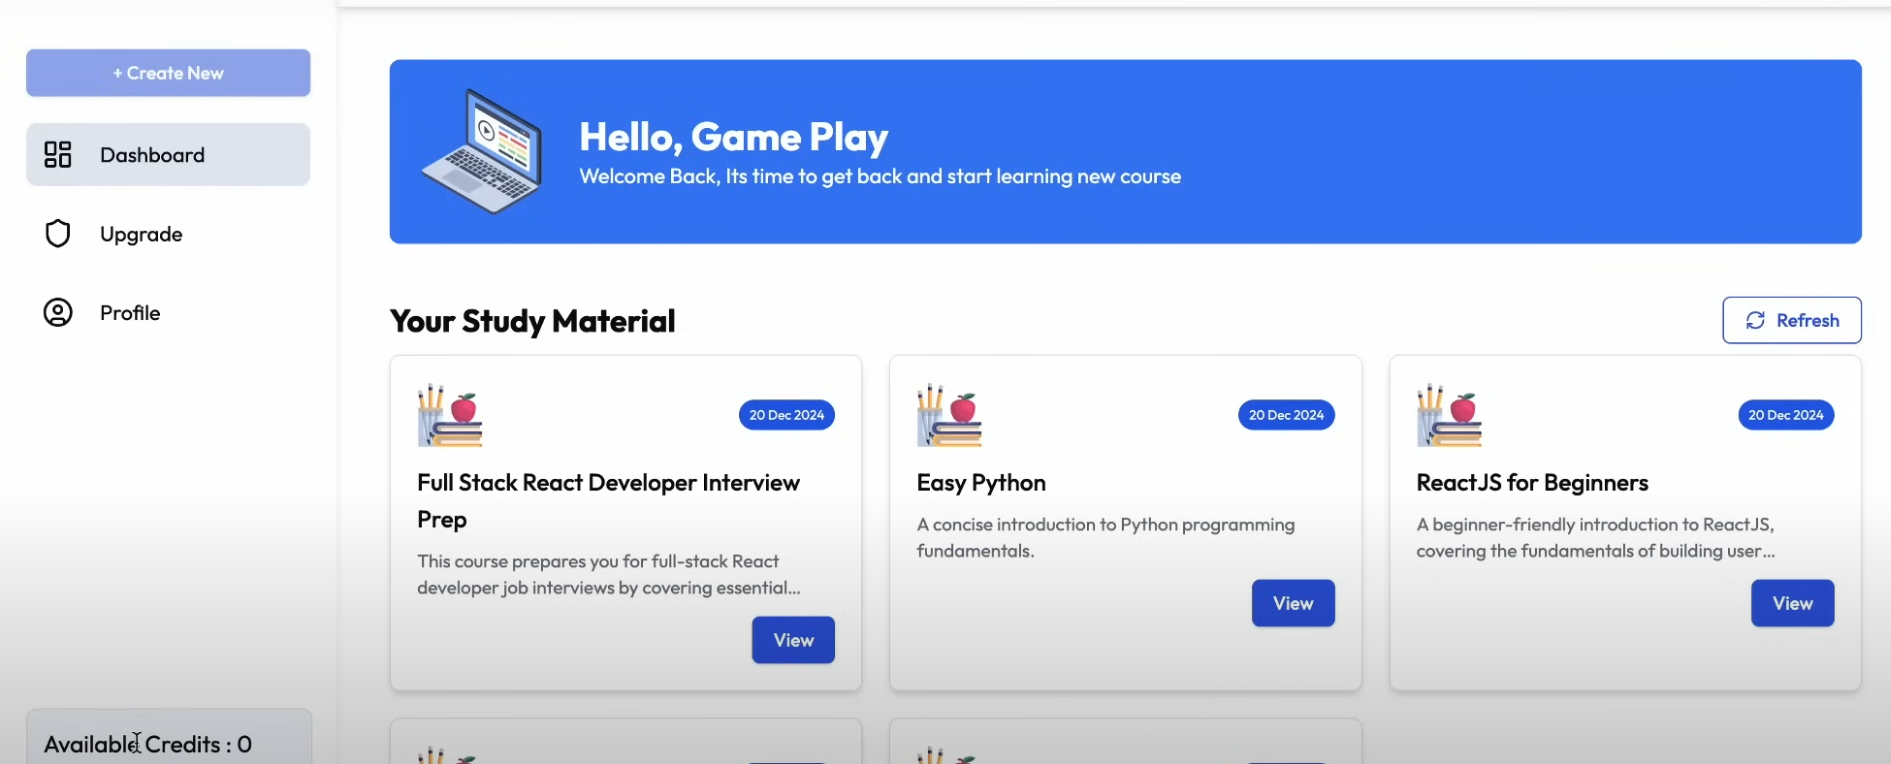 + Create New
Dashboard
Upgrade
Profile
Available Credits : 0
Hello, Game Play
Welcome Back, Its time to get back and start learning new course
Your Study Material
Refresh
20 Dec 2024
Full Stack React Developer Interview
Prep
This course prepares you for full-stack React
developer job interviews by covering essential...
View
20 Dec 2024
Easy Python
A concise introduction to Python programming
fundamentals.
View
20 Dec 2024
ReactJS for Beginners
A beginner-friendly introduction to ReactJS,
covering the fundamentals of building user...
View